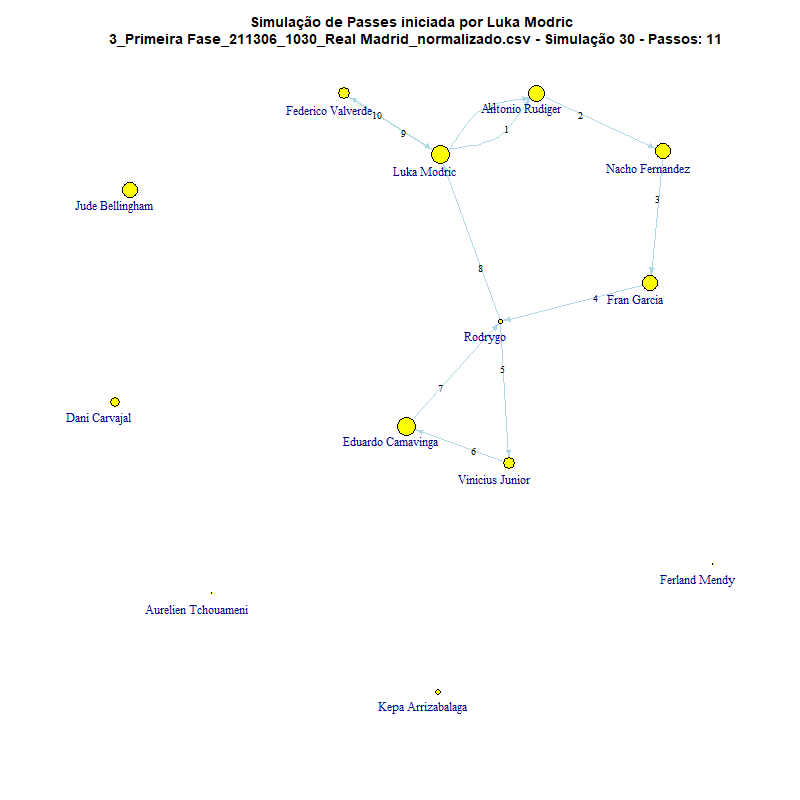 Simulação de Passes iniciada por Luka Modric
3_Primeira Fase_211306_1030_Real Madrid_normalizado.csv - Simulação 30 - Passos: 11
Federico Valverde
10
9
Antonio Rudiger
1
2
Luka Modric
Nacho Fernandez
Jude Bellingham
3
8
4
Fran Garcia
Rodrygo
5
7
Dani Carvajal
Eduardo Camavinga
6
Vinicius Junior
Ferland Mendy
Aurelien Tchouameni
Kepa Arrizabalaga